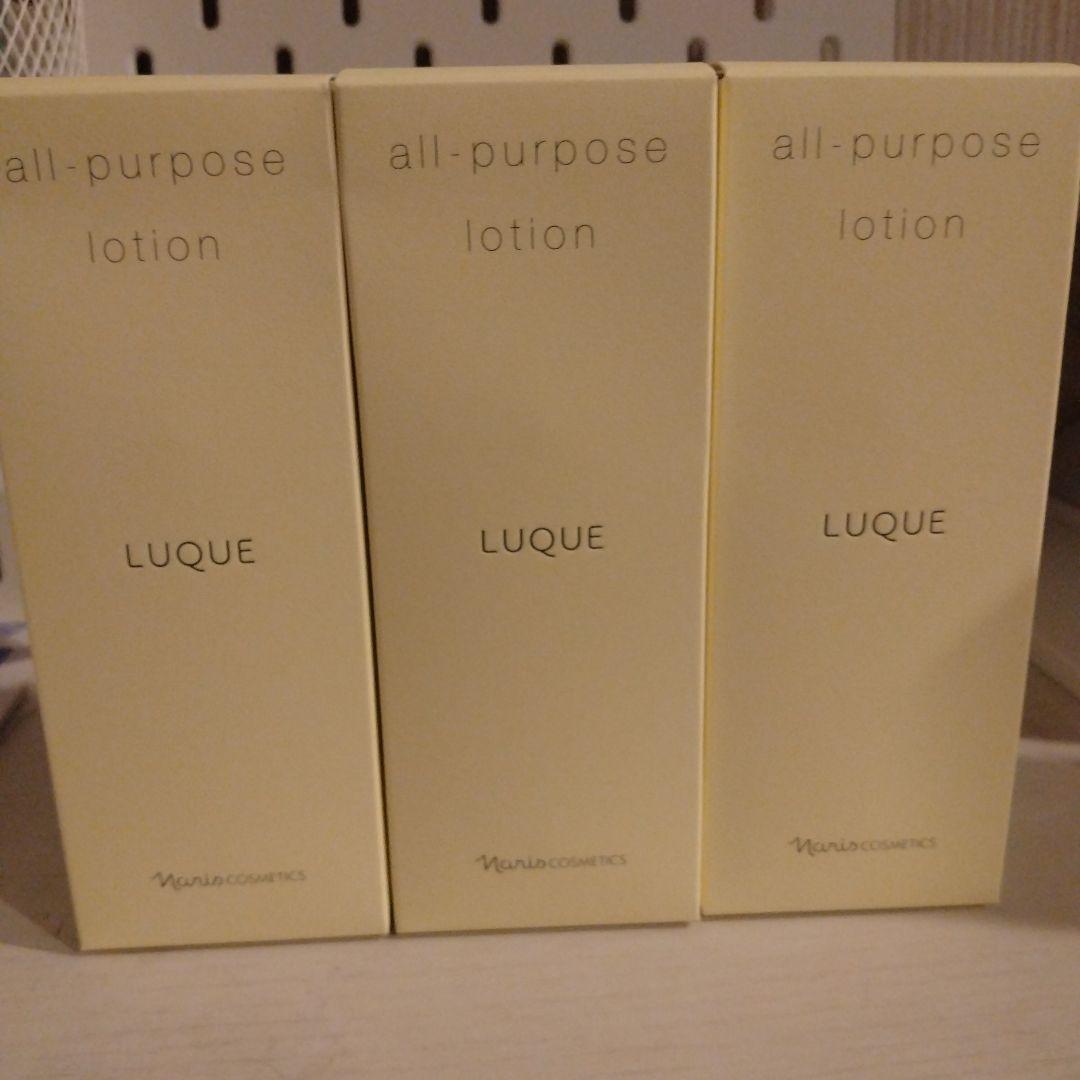 all-purpose
lotion
LUQUE
Naris COSMETICS
all-purpose
lotion
LUQUE
Naris COSMETICS
all-purpose
lotion
LUQUE
Naris COSMETICS